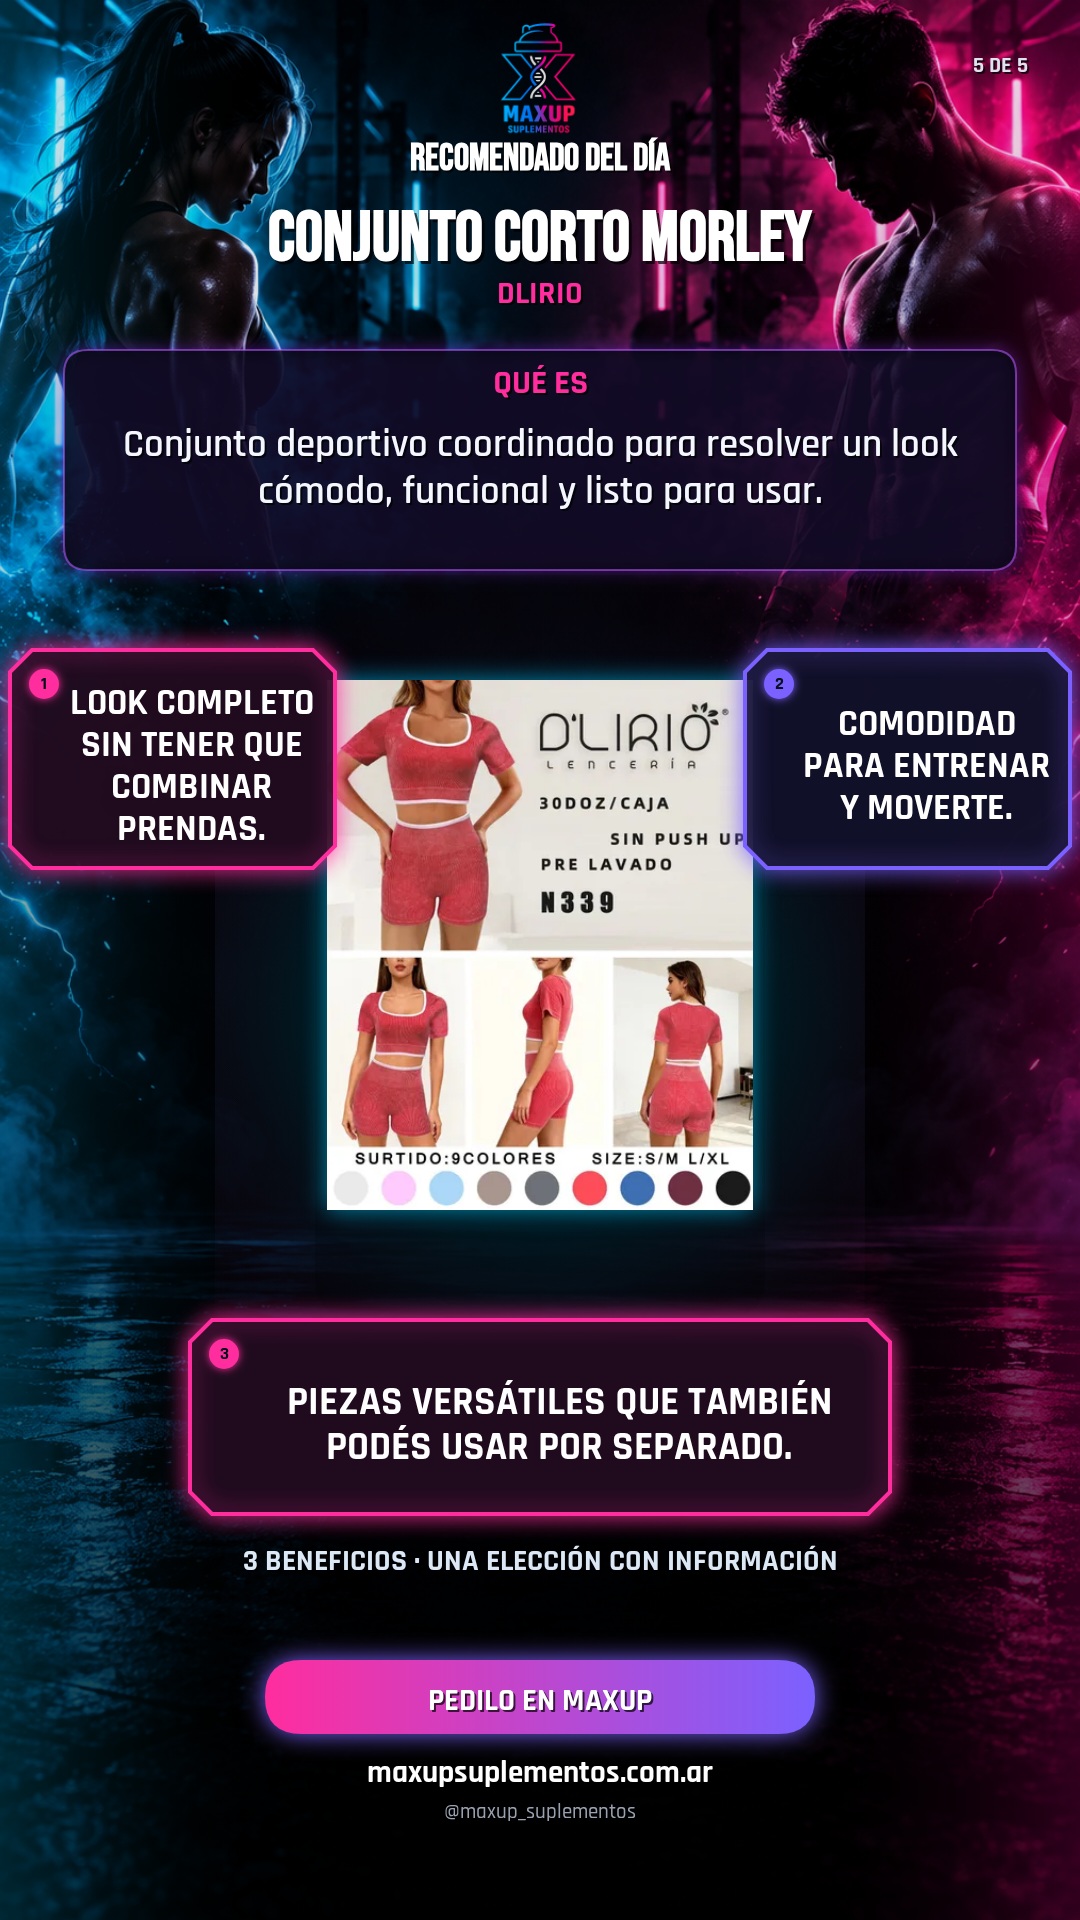 5 DE 5
MAXUP
SUPLEMENTOS
RECOMENDADO DEL DÍA
CONJUNTO CORTO MORLEY
DLIRIO
QUÉ ES
Conjunto deportivo coordinado para resolver un look
cómodo, funcional y listo para usar.
1
LOOK COMPLETO
SIN TENER QUE
COMBINAR
PRENDAS.
2
COMODIDAD
PARA ENTRENAR
Y MOVERTE.
D'LIRIO®
LENCERÍA
30DOZ/CAJA
SIN PUSH UP
PRE LAVADO
N339
SURTIDO:9COLORES SIZE:S/M L/XL
3
PIEZAS VERSÁTILES QUE TAMBIÉN
PODÉS USAR POR SEPARADO.
3 BENEFICIOS · UNA ELECCIÓN CON INFORMACIÓN
PEDILO EN MAXUP
maxupsuplementos.com.ar
@maxup_suplementos